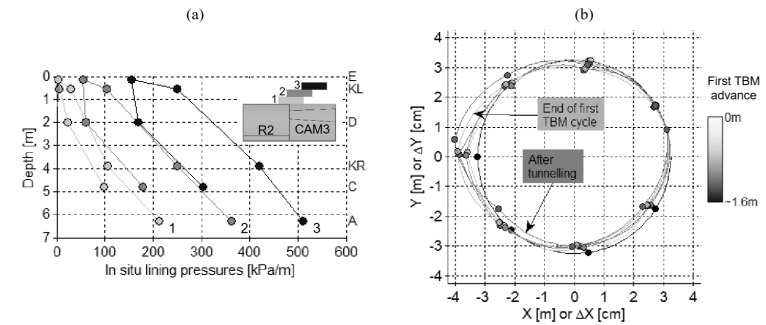 (a)
(b)
0
1
2
3
4
5
6
7
Depth [m]
E
KL
D
KR
C
A
3
2
1
R2
CAM3
1
2
3
0
100
200
300
400
500
600
In situ lining pressures [kPa/m]
4
3
2
1
0
-1
-2
-3
-4
Y [m] or ΔY [cm]
End of first
TBM cycle
After
tunnelling
-4
-3
-2
-1
0
1
2
3
4
X [m] or ΔX [cm]
First TBM
advance
0m
-1.6m